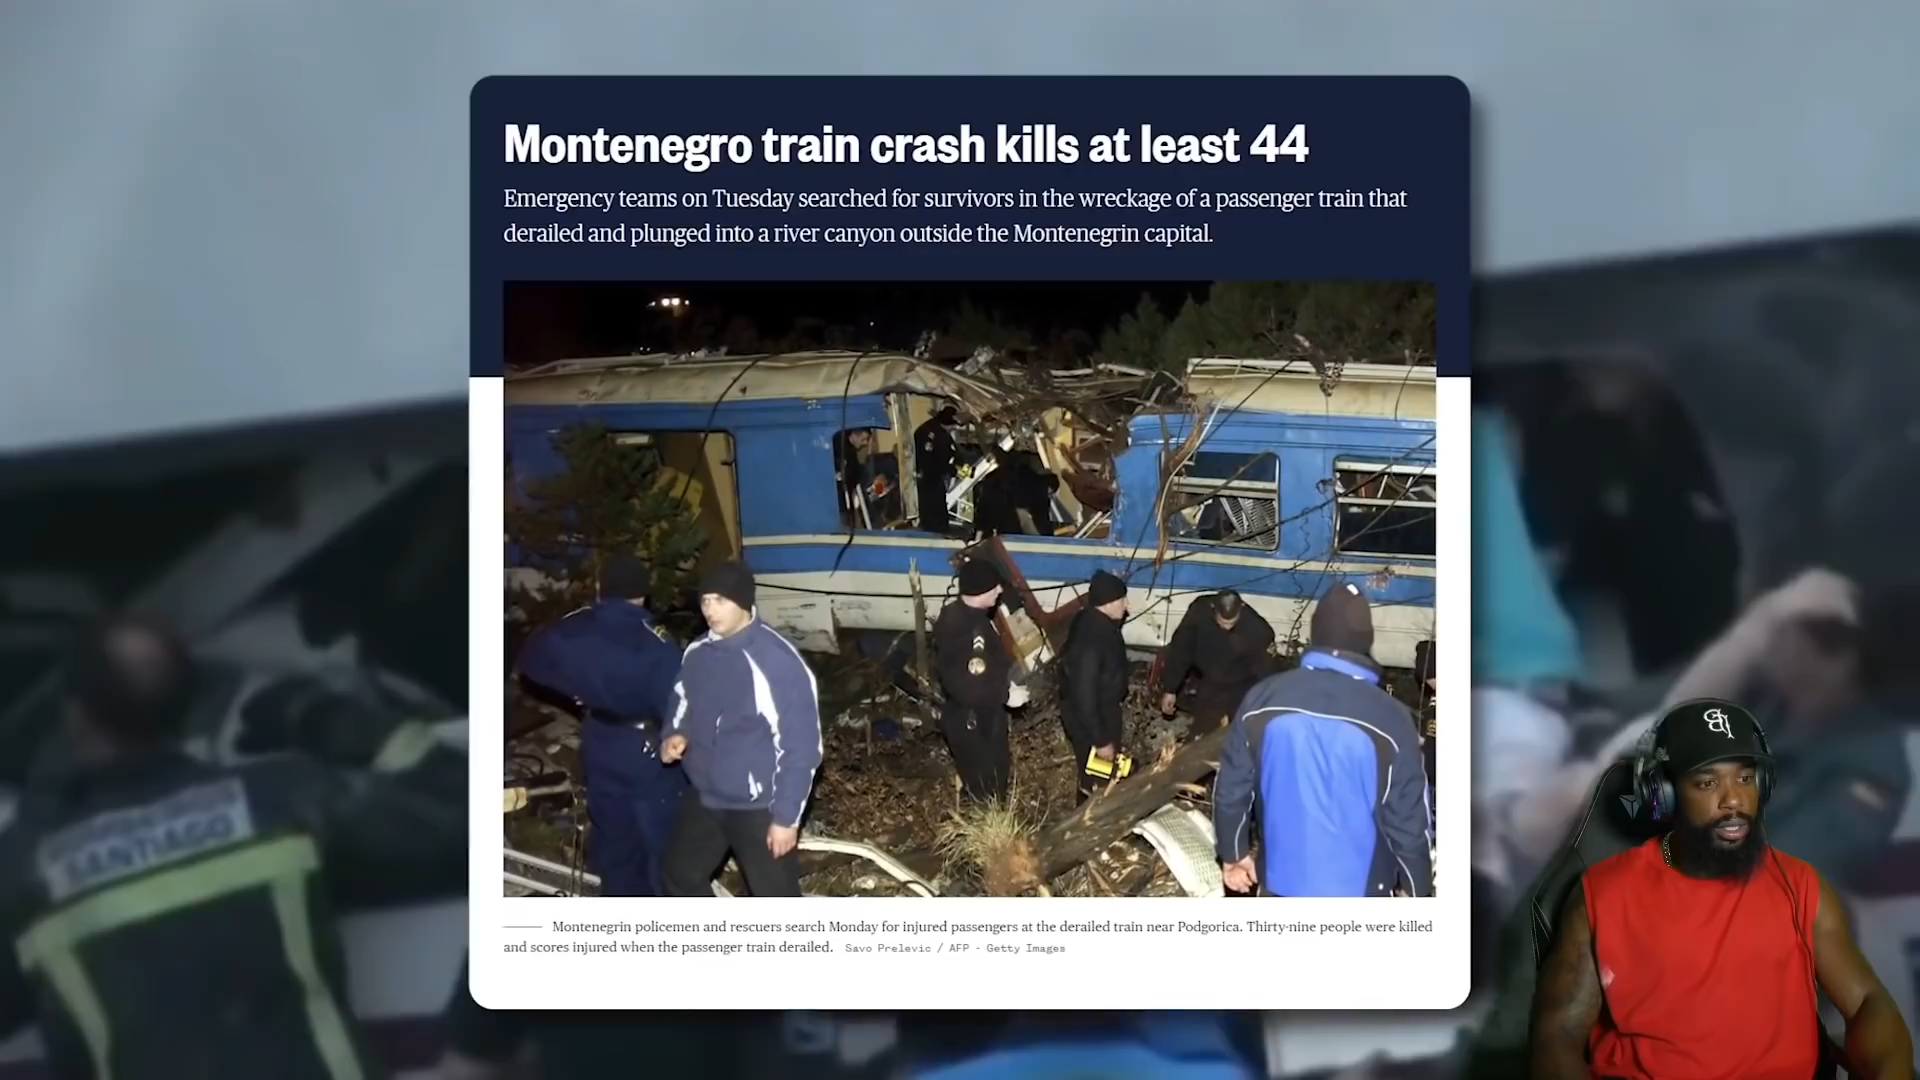 Montenegro train crash kills at least 44
Emergency teams on Tuesday searched for survivors in the wreckage of a passenger train that
derailed and plunged into a river canyon outside the Montenegrin capital.
Montenegrin policemen and rescuers search Monday for injured passengers at the derailed train near Podgorica. Thirty-nine people were killed
and scores injured when the passenger train derailed. Savo Prelevic / AFP - Getty Images
SANTIAGO